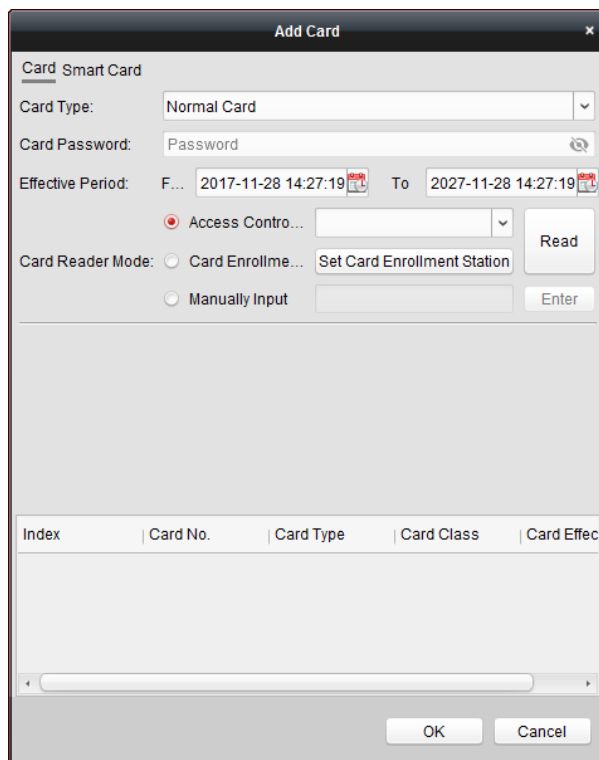 Add Card ×
Card Smart Card
Card Type: Normal Card
Card Password: Password
Effective Period: F... 2017-11-28 14:27:19 To 2027-11-28 14:27:19
Access Contro...
Read
Card Reader Mode: Card Enrollme... Set Card Enrollment Station
Manually Input Enter
Index Card No. Card Type Card Class Card Effec
OK Cancel